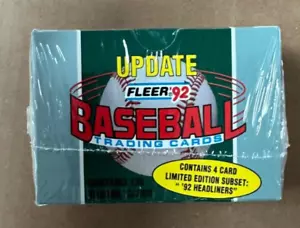 UPDATE
FLEER '92
BASEBALL
TRADING CARDS
CONTAINS 4 CARD
LIMITED EDITION SUBSET:
"'92 HEADLINERS"